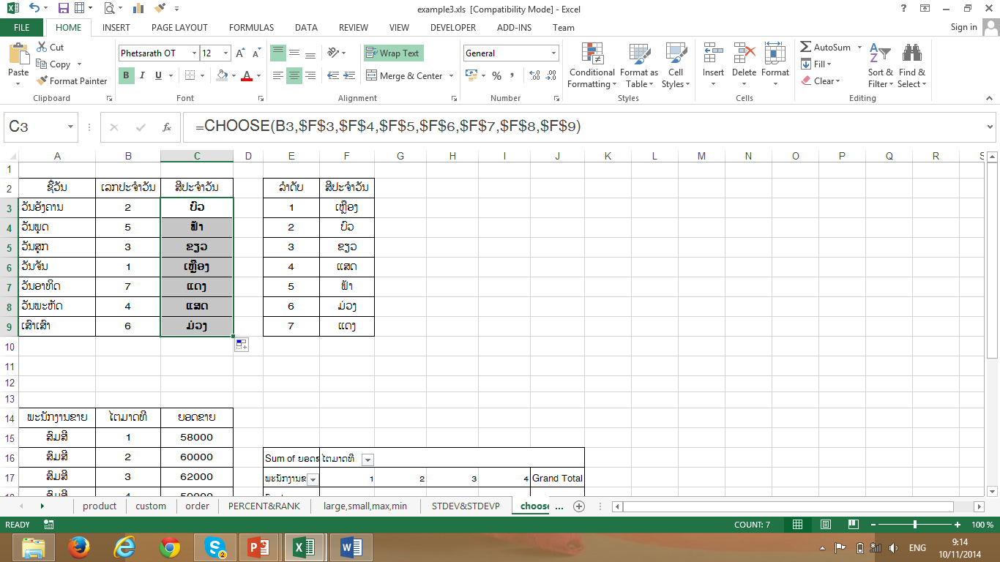 example3.xls [Compatibility Mode] - Excel
FILE HOME INSERT PAGE LAYOUT FORMULAS DATA REVIEW VIEW DEVELOPER ADD-INS Team Sign in
Paste Cut Copy Format Painter Clipboard
Phetsarath OT 12 B I U A Font
Wrap Text Merge & Center Alignment
General % , Number
Conditional Formatting Format as Table Cell Styles Styles
Insert Delete Format Cells
AutoSum Fill Clear Sort & Filter Find & Select Editing
C3 fx =CHOOSE(B3,$F$3,$F$4,$F$5,$F$6,$F$7,$F$8,$F$9)
A B C D E F G H I J K L M N O P Q R S
1
2 ຊື່ວັນ ເລກປະຈຳວັນ ສີປະຈຳວັນ ລຳດັບ ສີປະຈຳວັນ
3 ວັນອັງຄານ 2 ບົວ 1 ເຫຼືອງ
4 ວັນພຸດ 5 ຟ້າ 2 ບົວ
5 ວັນສຸກ 3 ຂຽວ 3 ຂຽວ
6 ວັນຈັນ 1 ເຫຼືອງ 4 ແສດ
7 ວັນອາທິດ 7 ແດງ 5 ຟ້າ
8 ວັນພະຫັດ 4 ແສດ 6 ມ່ວງ
9 ເສົາເສົາ 6 ມ່ວງ 7 ແດງ
10
11
12
13
14 ພະນັກງານຂາຍ ໄຕມາດທີ ຍອດຂາຍ
15 ສົມສີ 1 58000
16 ສົມສີ 2 60000 Sum of ຍອດຂ ໄຕມາດທີ
17 ສົມສີ 3 62000 ພະນັກງານຂ 1 2 3 4 Grand Total
product custom order PERCENT&RANK large,small,max,min STDEV&STDEVP choose ...
READY COUNT: 7 100 %
2 ENG 9:14
10/11/2014